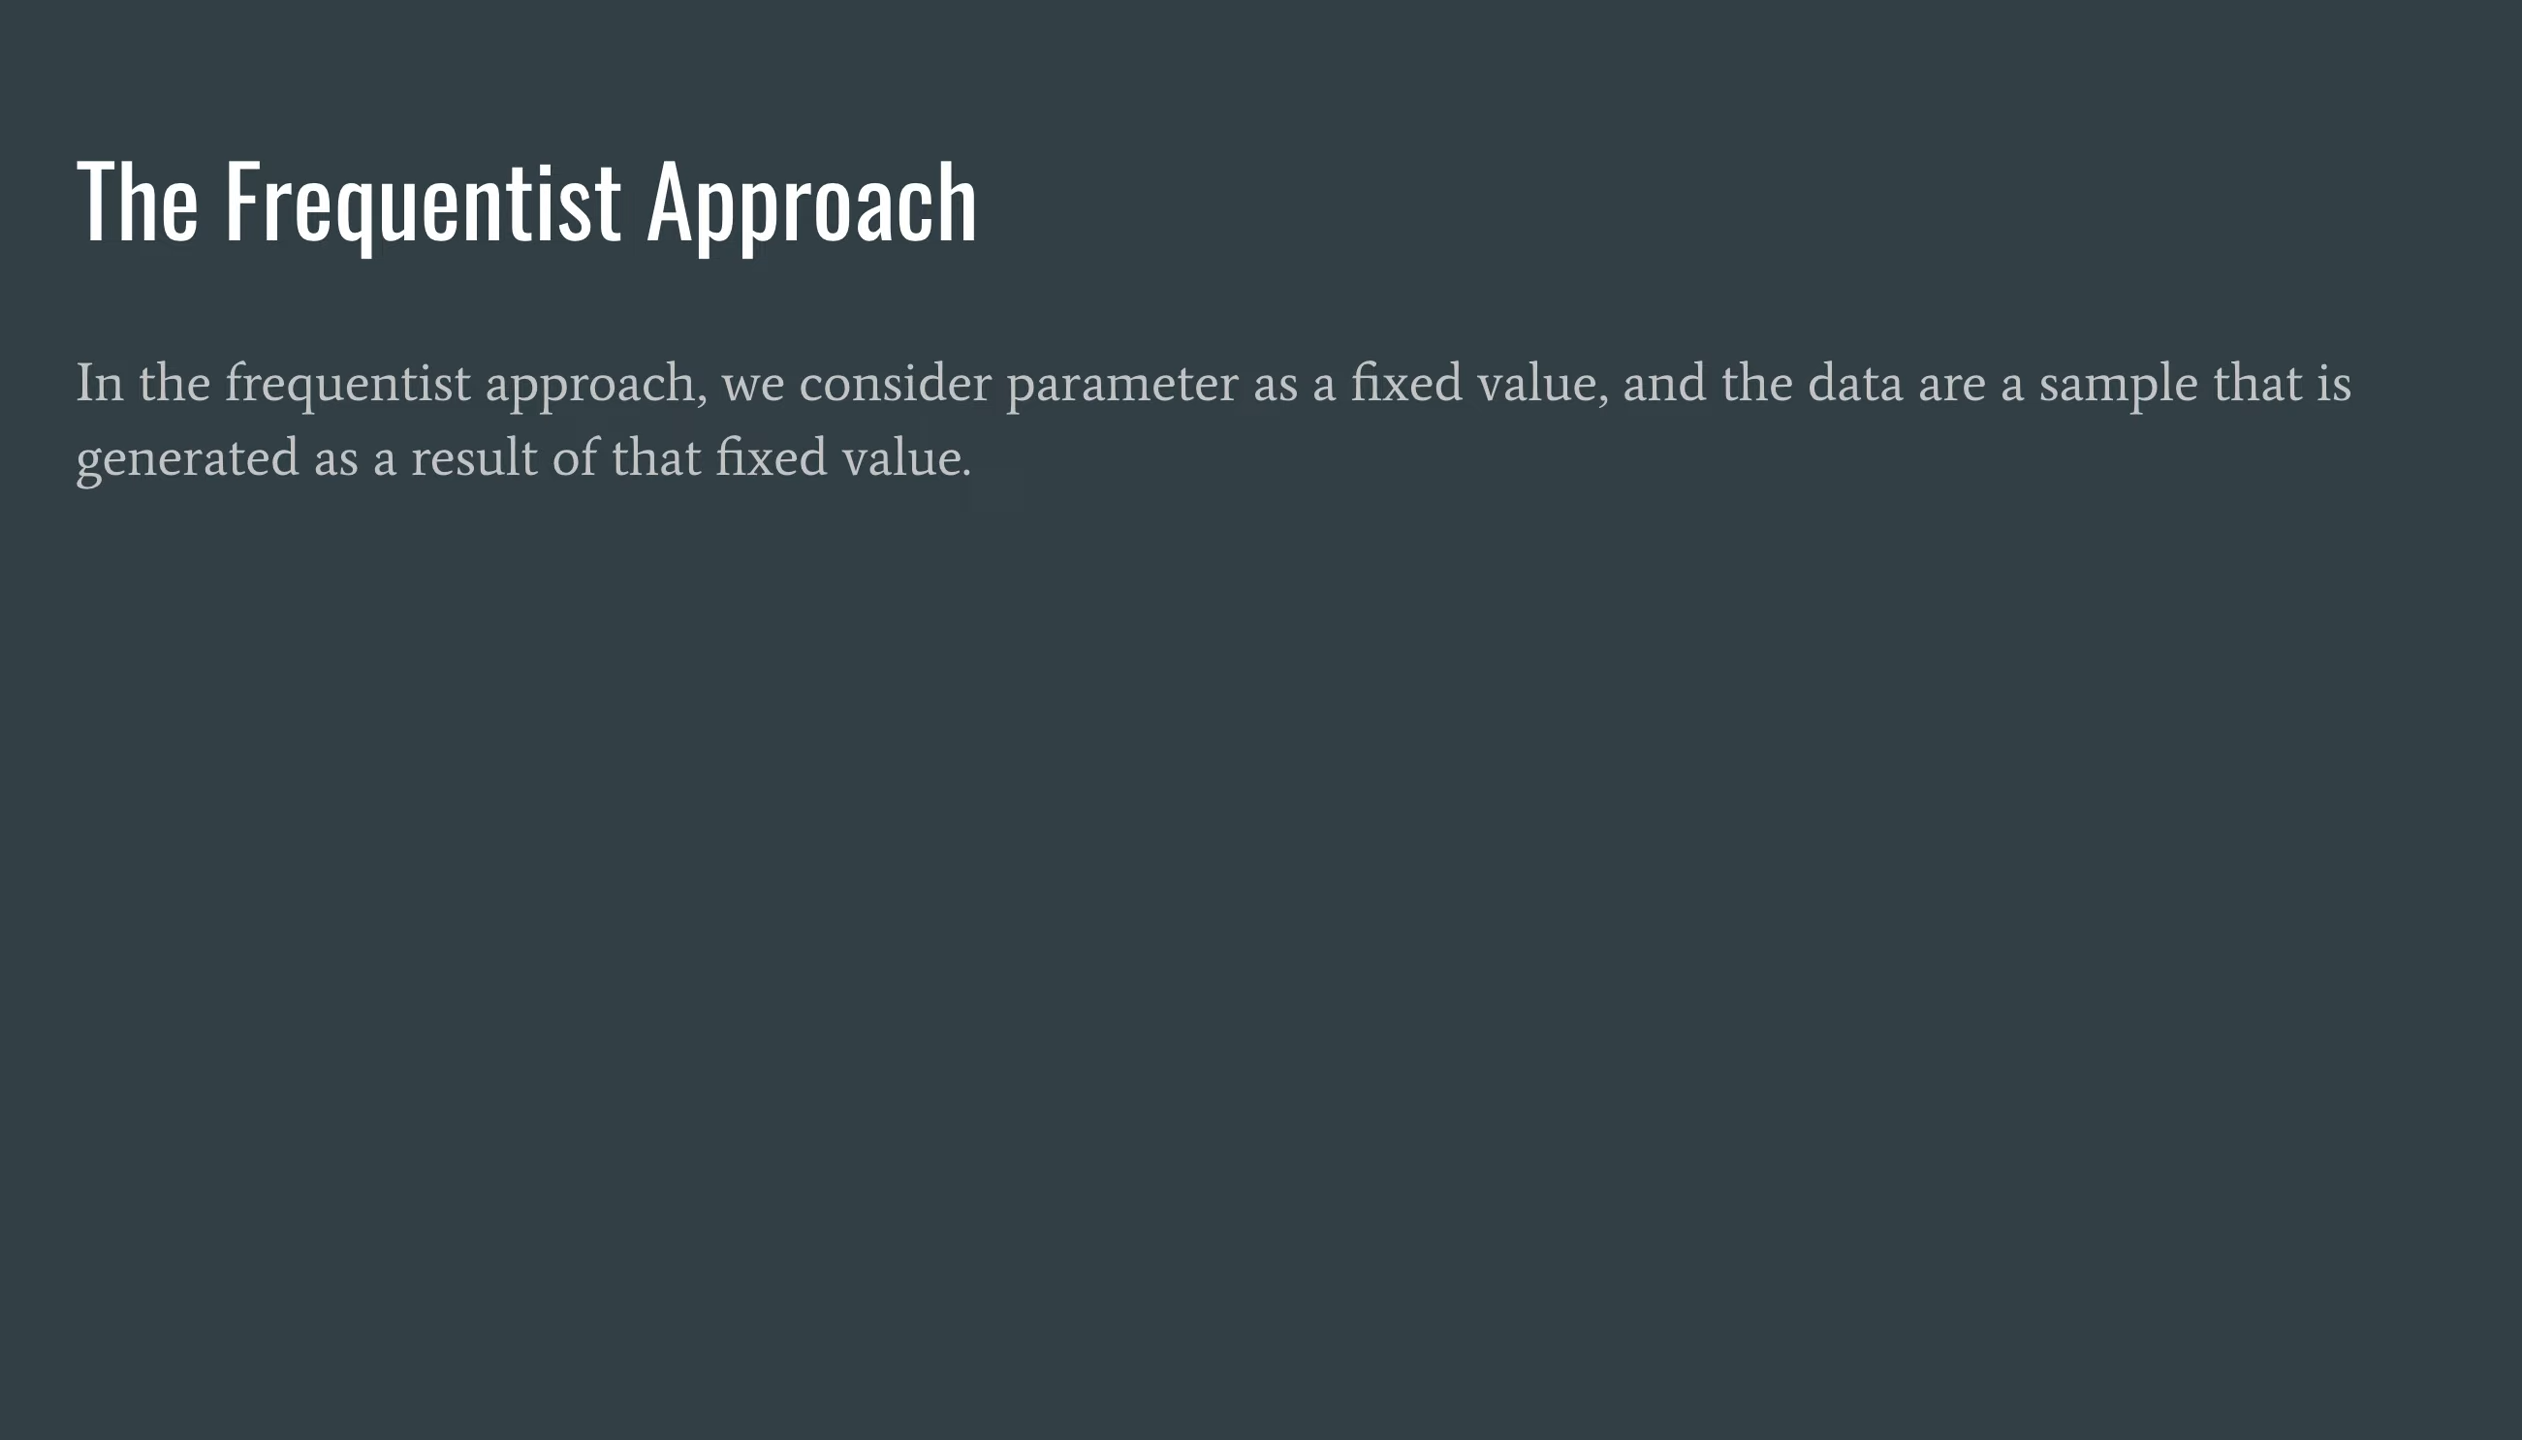 The Frequentist Approach
In the frequentist approach, we consider parameter as a fixed value, and the data are a sample that is
generated as a result of that fixed value.